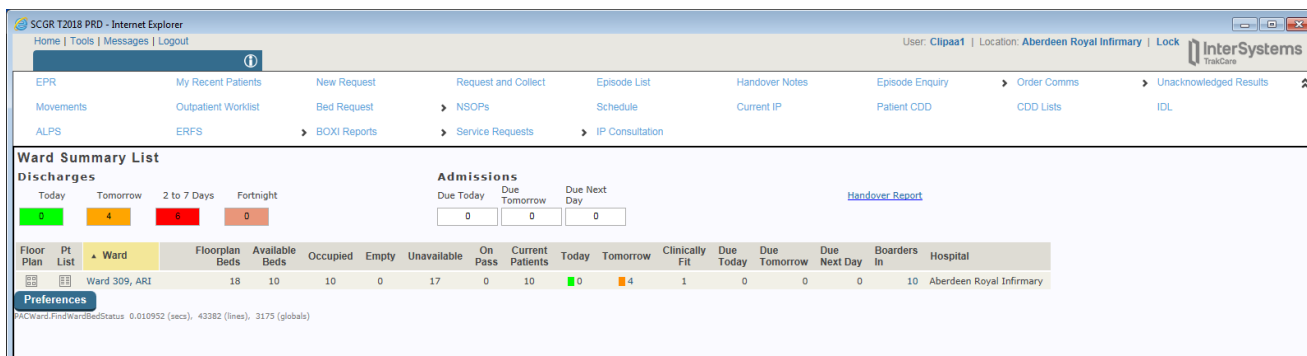 SCGR T2018 PRD - Internet Explorer
Home | Tools | Messages | Logout
User: Clipaa1 | Location: Aberdeen Royal Infirmary | Lock
InterSystems
TrakCare
EPR My Recent Patients New Request Request and Collect Episode List Handover Notes Episode Enquiry Order Comms Unacknowledged Results
Movements Outpatient Worklist Bed Request NSOPs Schedule Current IP Patient CDD CDD Lists IDL
ALPS ERFS BOXI Reports Service Requests IP Consultation
Ward Summary List
Discharges Admissions
Today Tomorrow 2 to 7 Days Fortnight Due Today Due Tomorrow Due Next Day Handover Report
0 4 6 0 0 0 0
Floor Plan Pt List Ward Floorplan Beds Available Beds Occupied Empty Unavailable On Pass Current Patients Today Tomorrow Clinically Fit Due Today Due Tomorrow Due Next Day Boarders In Hospital
Ward 309, ARI 18 10 10 0 17 0 10 0 4 1 0 0 0 10 Aberdeen Royal Infirmary
Preferences
PACWard.FindWardBedStatus 0.010952 (secs), 43382 (lines), 3175 (globals)